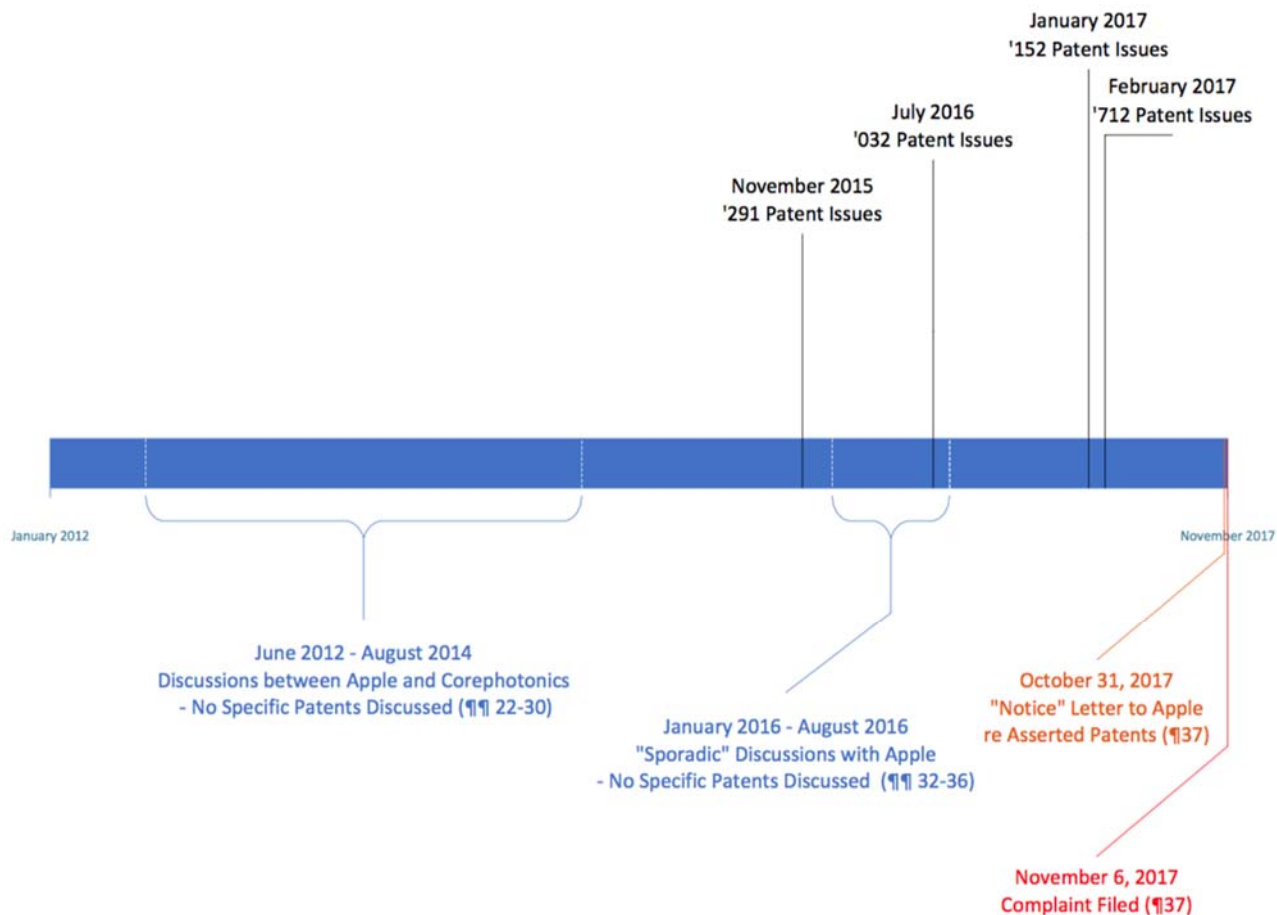 January 2017
'152 Patent Issues
February 2017
'712 Patent Issues
July 2016
'032 Patent Issues
November 2015
'291 Patent Issues
January 2012
November 2017
June 2012 - August 2014
Discussions between Apple and Corephotonics
- No Specific Patents Discussed (¶¶ 22-30)
January 2016 - August 2016
"Sporadic" Discussions with Apple
- No Specific Patents Discussed (¶¶ 32-36)
October 31, 2017
"Notice" Letter to Apple
re Asserted Patents (¶37)
November 6, 2017
Complaint Filed (¶37)